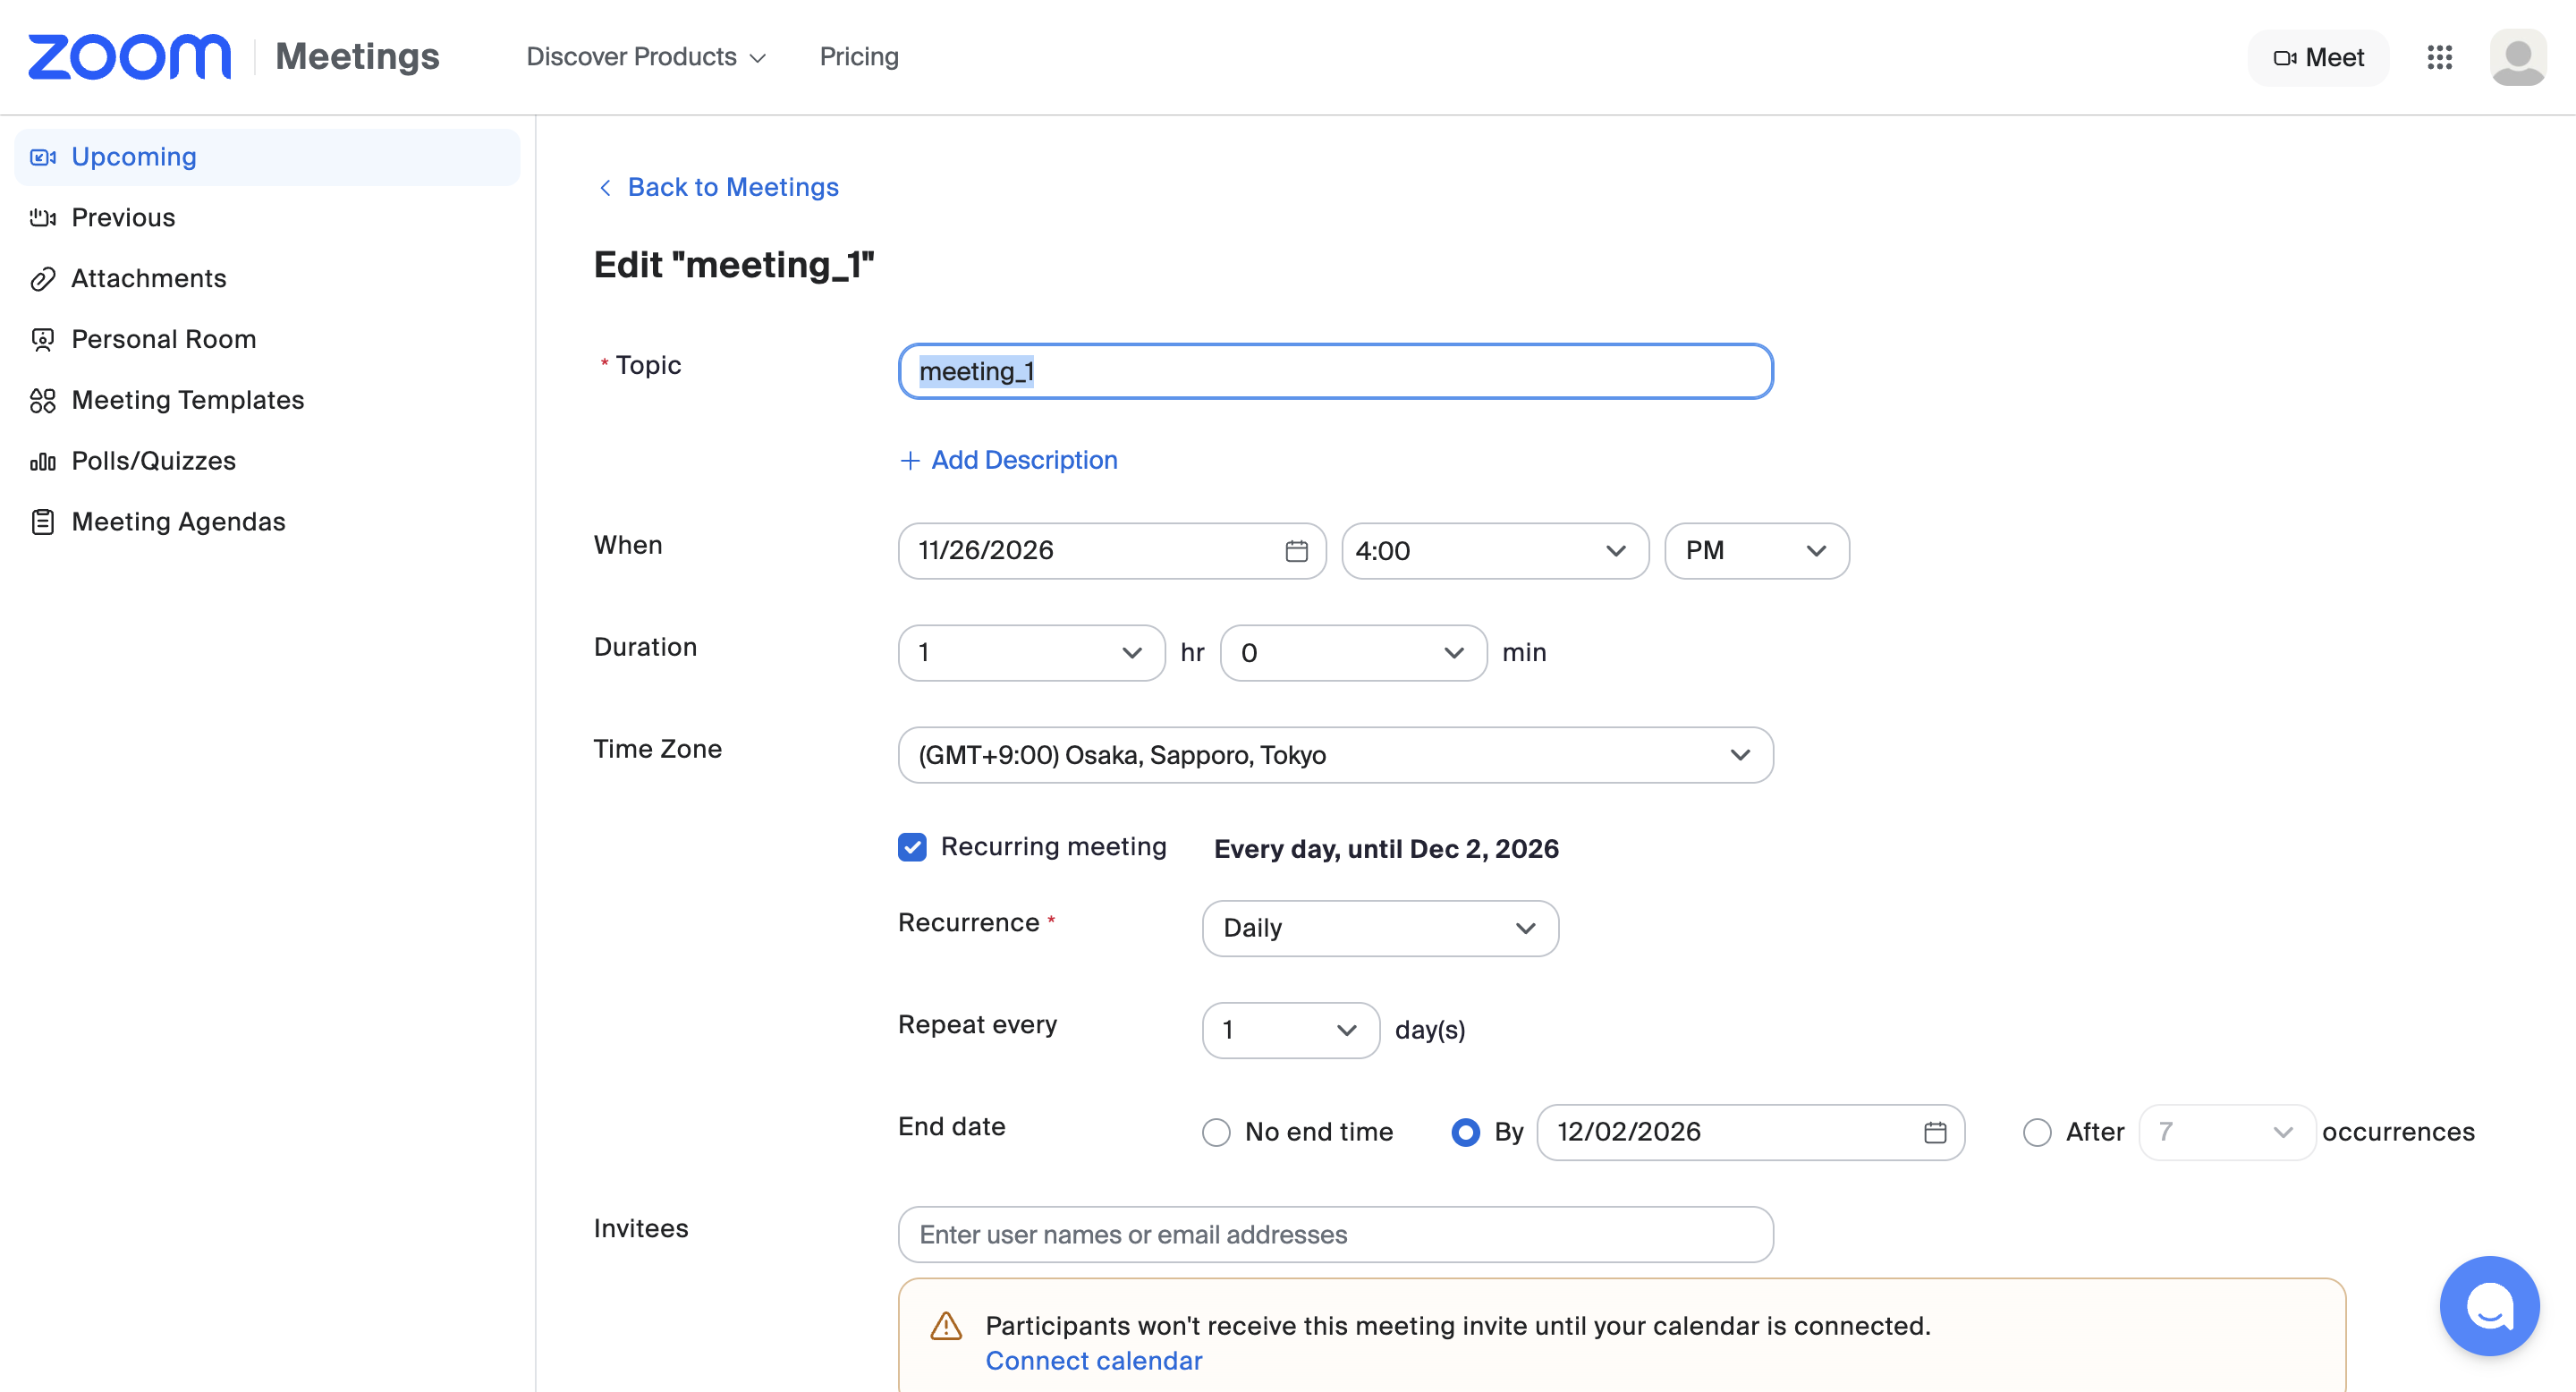 zoom Meetings Discover Products Pricing Meet
Upcoming
Previous
Attachments
Personal Room
Meeting Templates
Polls/Quizzes
Meeting Agendas
Back to Meetings
Edit "meeting_1"
* Topic meeting_1
+ Add Description
When 11/26/2026 4:00 PM
Duration 1 hr 0 min
Time Zone (GMT+9:00) Osaka, Sapporo, Tokyo
Recurring meeting Every day, until Dec 2, 2026
Recurrence * Daily
Repeat every 1 day(s)
End date No end time By 12/02/2026 After 7 occurrences
Invitees Enter user names or email addresses
Participants won't receive this meeting invite until your calendar is connected.
Connect calendar